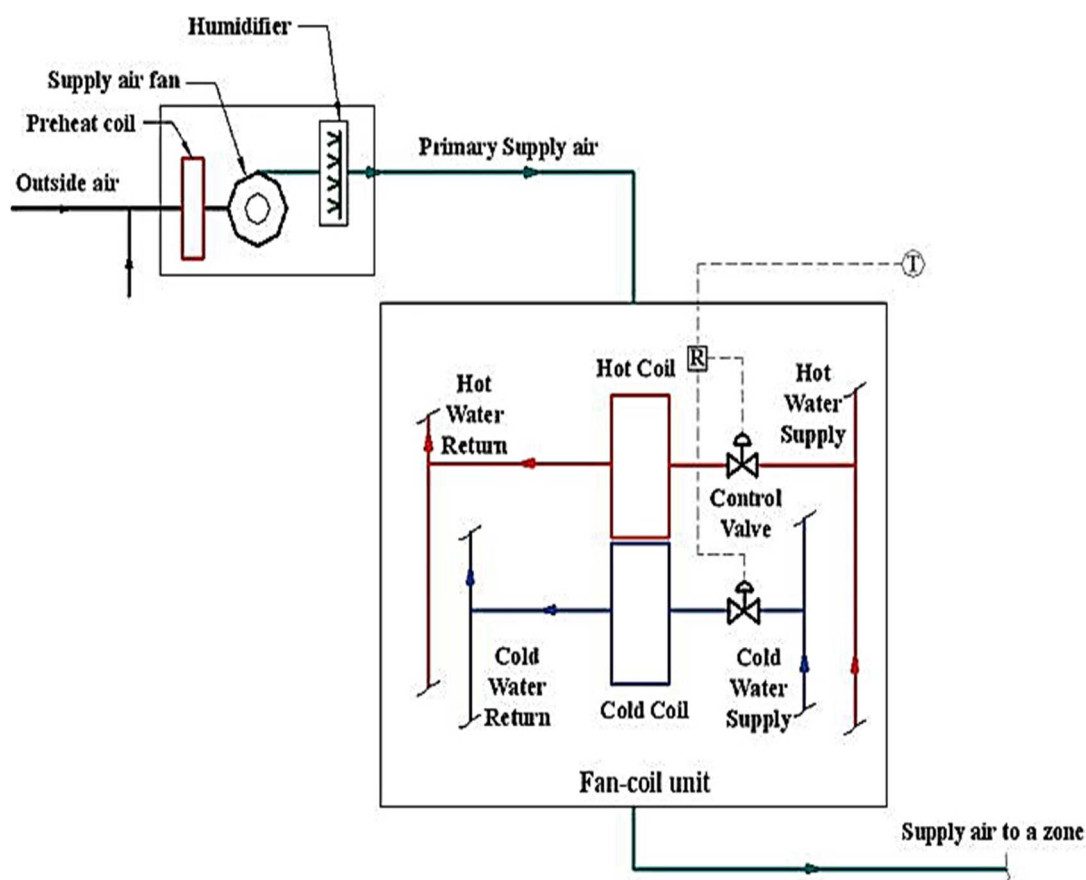 Humidifier
Supply air fan
Preheat coil
Outside air
Primary Supply air
T
R
Hot Coil
Hot
Water
Return
Hot
Water
Supply
Control
Valve
Cold
Water
Return
Cold Coil
Cold
Water
Supply
Fan-coil unit
Supply air to a zone